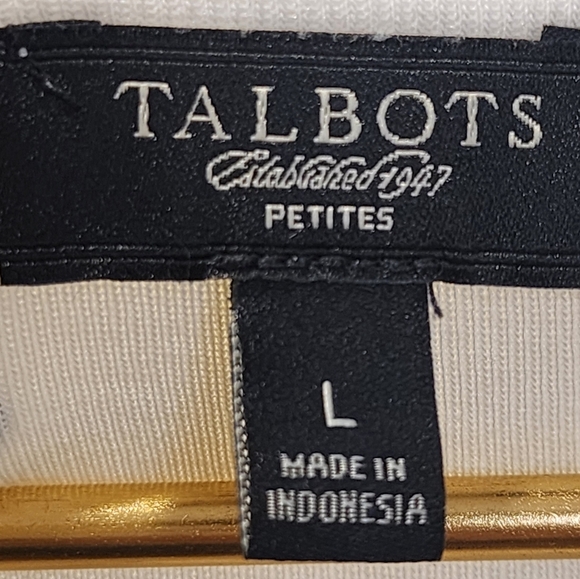 TALBOTS
Established 1947
PETITES
L
MADE IN
INDONESIA